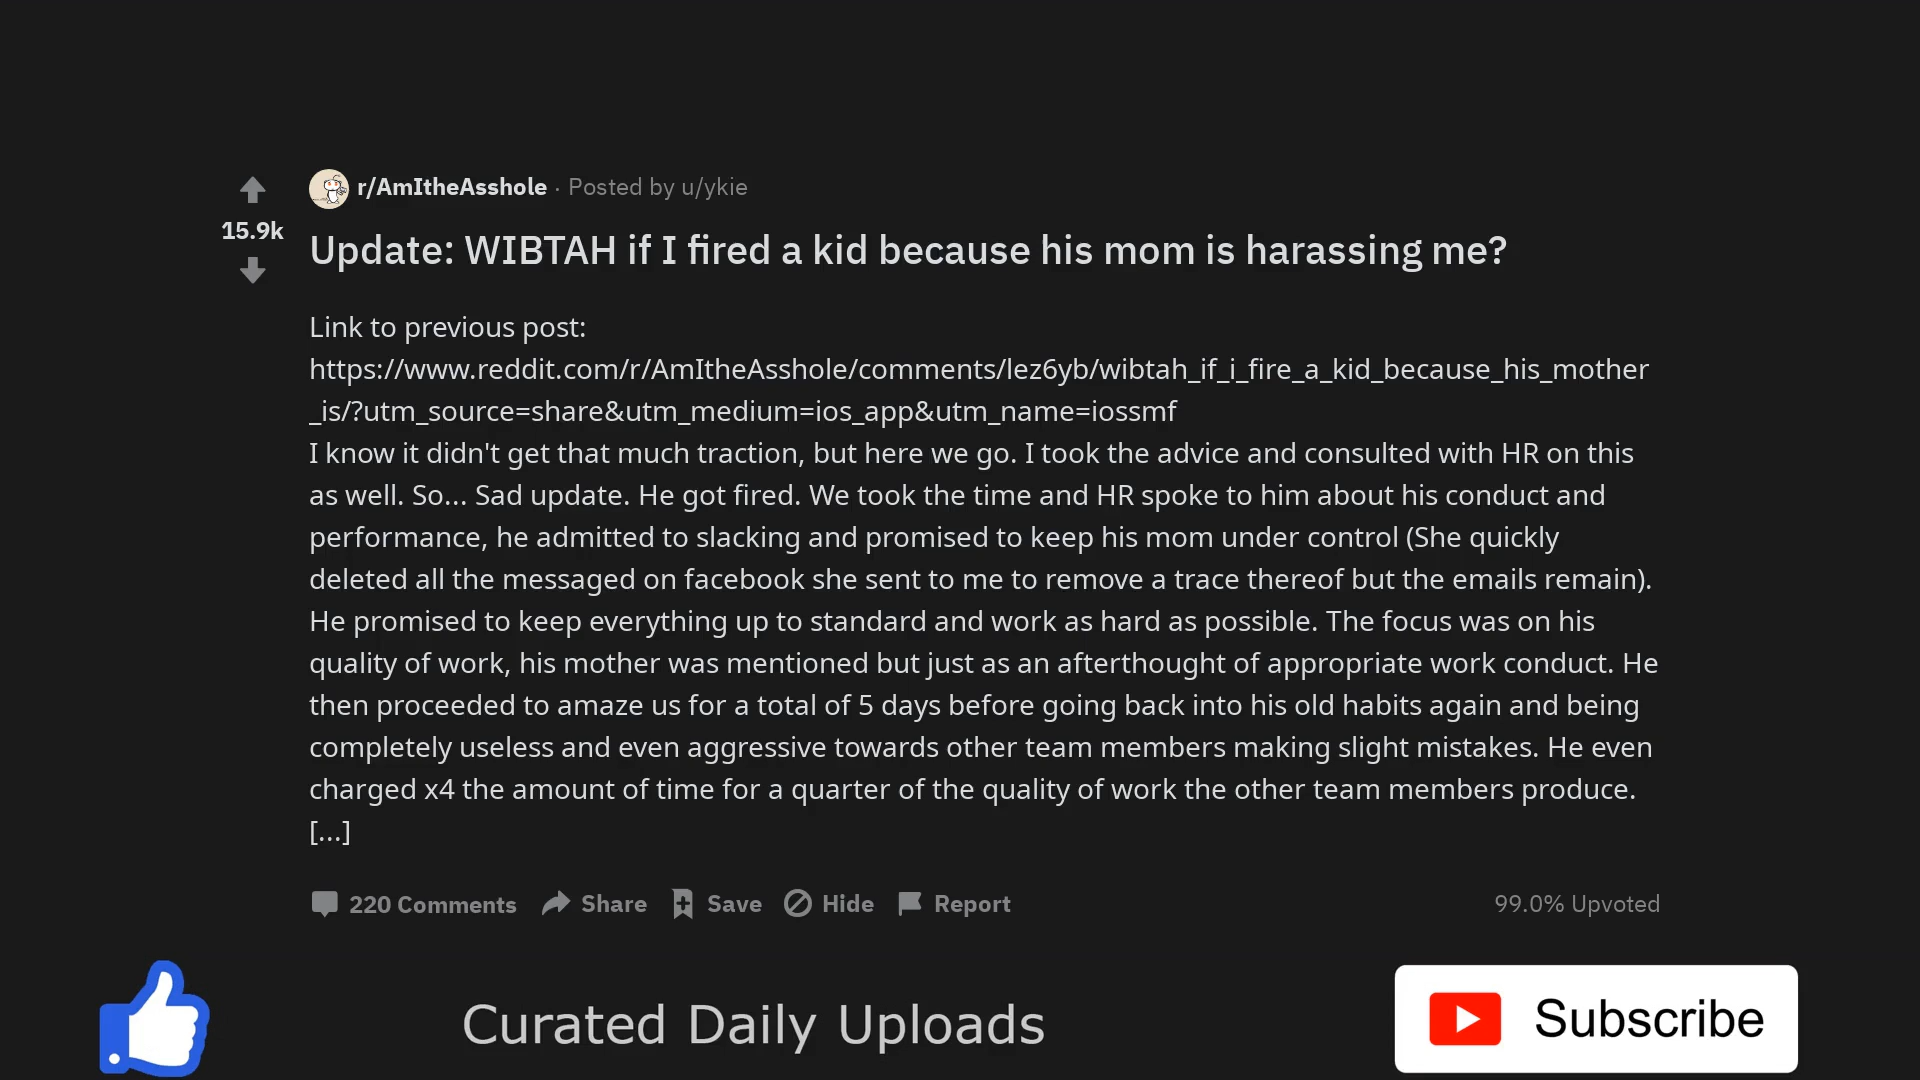 r/AmItheAsshole · Posted by u/ykie
15.9k
Update: WIBTAH if I fired a kid because his mom is harassing me?
Link to previous post:
https://www.reddit.com/r/AmItheAsshole/comments/lez6yb/wibtah_if_i_fire_a_kid_because_his_mother
_is/?utm_source=share&utm_medium=ios_app&utm_name=iossmf
I know it didn't get that much traction, but here we go. I took the advice and consulted with HR on this
as well. So... Sad update. He got fired. We took the time and HR spoke to him about his conduct and
performance, he admitted to slacking and promised to keep his mom under control (She quickly
deleted all the messaged on facebook she sent to me to remove a trace thereof but the emails remain).
He promised to keep everything up to standard and work as hard as possible. The focus was on his
quality of work, his mother was mentioned but just as an afterthought of appropriate work conduct. He
then proceeded to amaze us for a total of 5 days before going back into his old habits again and being
completely useless and even aggressive towards other team members making slight mistakes. He even
charged x4 the amount of time for a quarter of the quality of work the other team members produce.
[...]
220 Comments Share Save Hide Report 99.0% Upvoted
Curated Daily Uploads
Subscribe